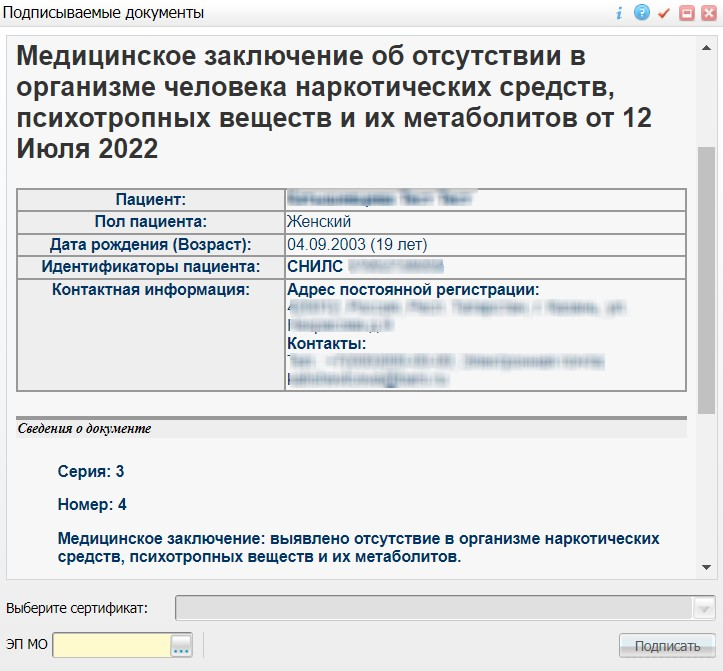 Подписываемые документы
Медицинское заключение об отсутствии в
организме человека наркотических средств,
психотропных веществ и их метаболитов от 12
Июля 2022
Пациент:
Пол пациента: Женский
Дата рождения (Возраст): 04.09.2003 (19 лет)
Идентификаторы пациента: СНИЛС
Контактная информация: Адрес постоянной регистрации:
Контакты:
Сведения о документе
Серия: 3
Номер: 4
Медицинское заключение: выявлено отсутствие в организме наркотических
средств, психотропных веществ и их метаболитов.
Выберите сертификат:
ЭП МО ... Подписать